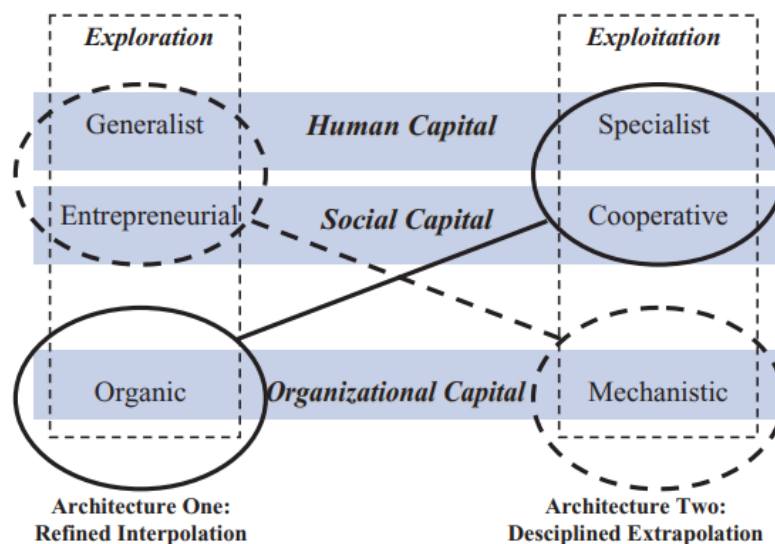 Exploration Exploitation
Generalist Human Capital Specialist
Entrepreneurial Social Capital Cooperative
Organic Organizational Capital Mechanistic
Architecture One: Architecture Two:
Refined Interpolation Desciplined Extrapolation